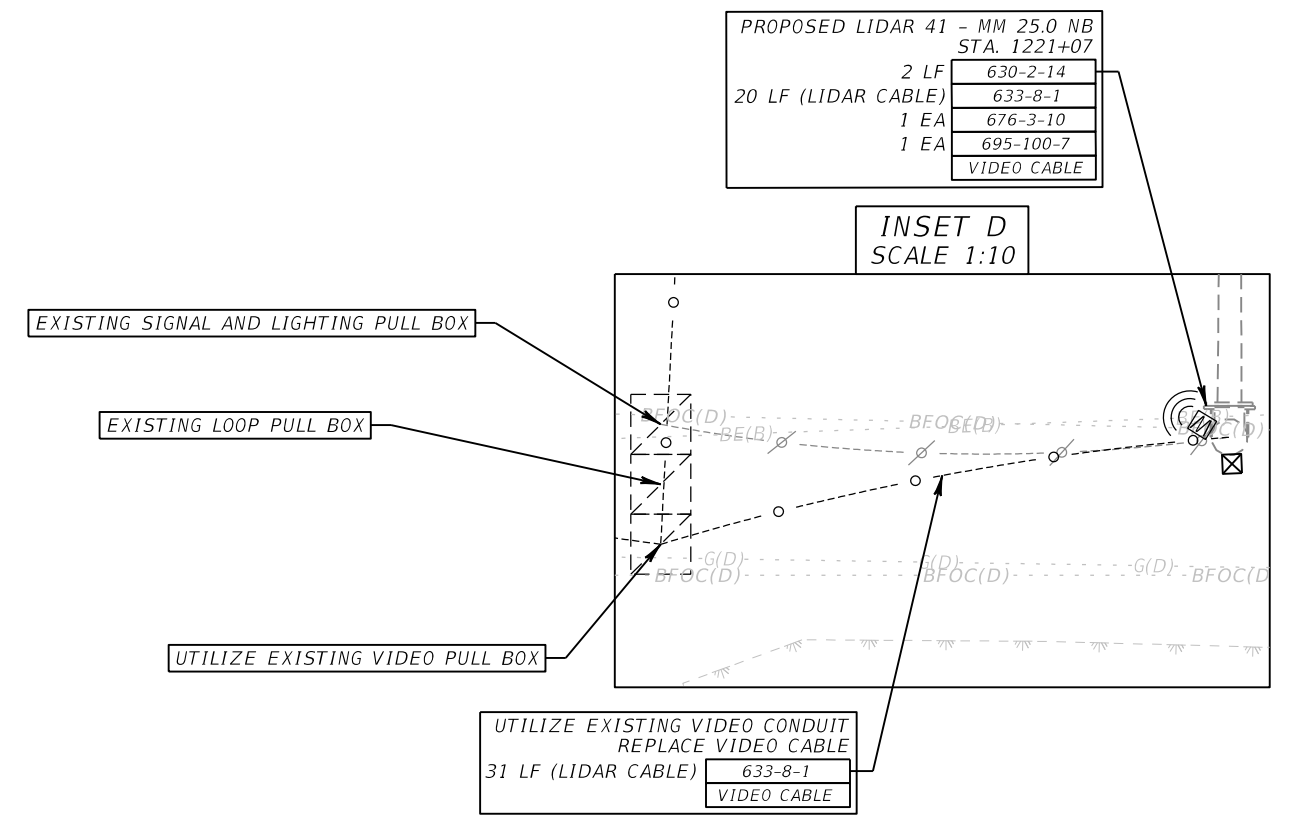 PROPOSED LIDAR 41 - MM 25.0 NB
STA. 1221+07
2 LF 630-2-14
20 LF (LIDAR CABLE) 633-8-1
1 EA 676-3-10
1 EA 695-100-7
VIDEO CABLE
INSET D
SCALE 1:10
EXISTING SIGNAL AND LIGHTING PULL BOX
EXISTING LOOP PULL BOX
BFOC(D) BFOC(D) BFOC(D)
BE(B) BE(B) BE(B)
G(D) G(D) G(D)
BFOC(D) BFOC(D) BFOC(D
UTILIZE EXISTING VIDEO PULL BOX
UTILIZE EXISTING VIDEO CONDUIT
REPLACE VIDEO CABLE
31 LF (LIDAR CABLE) 633-8-1
VIDEO CABLE